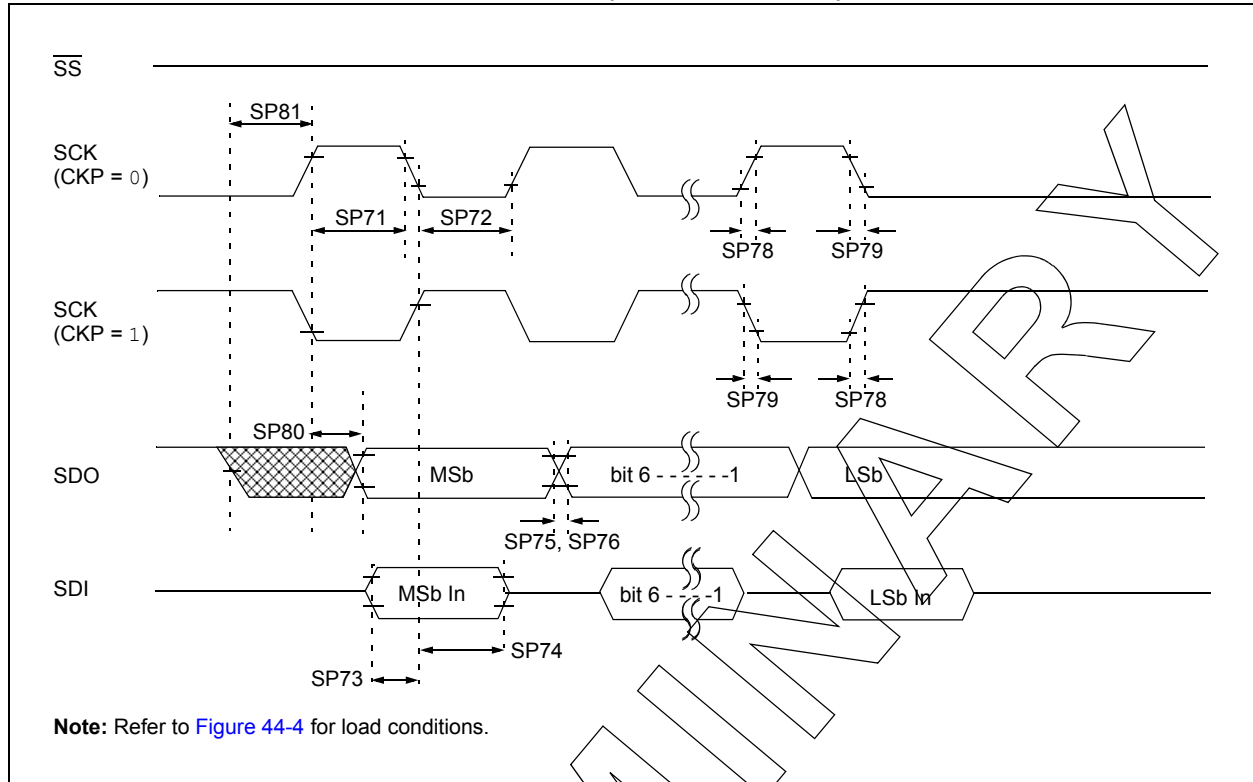 SS
SP81
SCK
(CKP = 0)
SP71
SP72
SP78
SP79
SCK
(CKP = 1)
SP79
SP78
SP80
SDO
MSb
bit 6 - - - - - -1
LSb
SP75, SP76
SDI
MSb In
bit 6 - - - - -1
LSb In
SP74
SP73
Note: Refer to Figure 44-4 for load conditions.
INARY